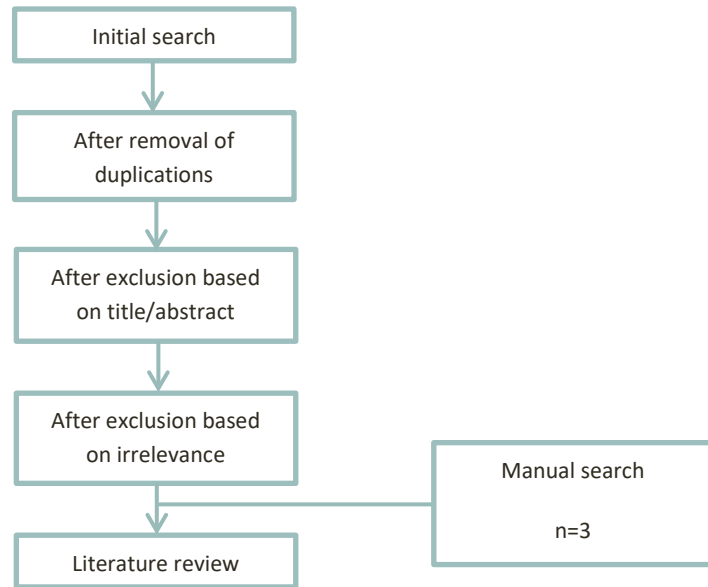 Initial search
After removal of
duplications
After exclusion based
on title/abstract
After exclusion based
on irrelevance
Manual search
n=3
Literature review